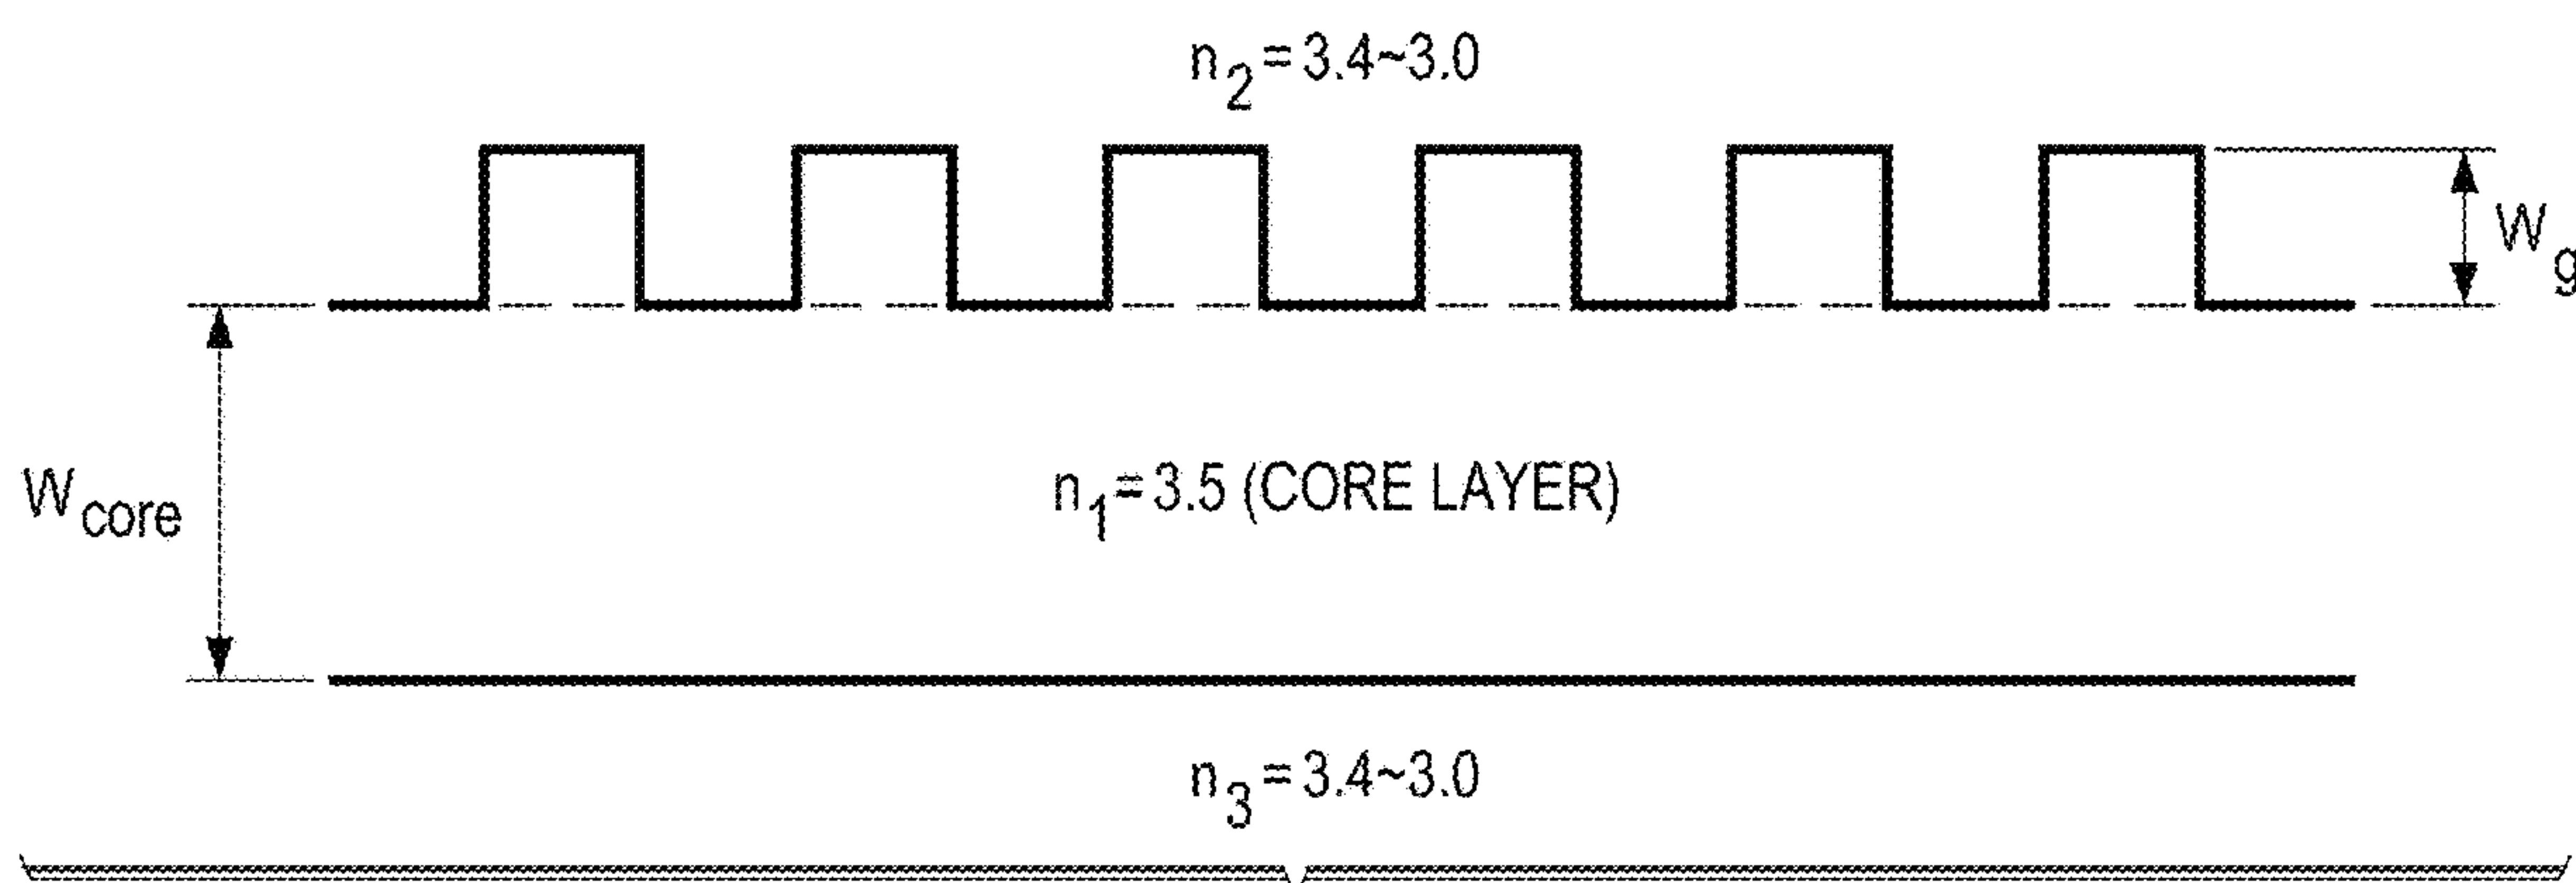 n2 = 3.4~3.0
Wg
Wcore
n1 = 3.5 (CORE LAYER)
n3 = 3.4~3.0